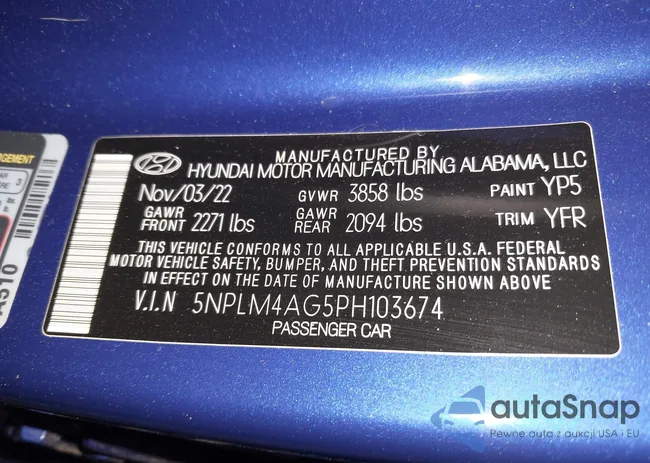 MANUFACTURED BY
HYUNDAI MOTOR MANUFACTURING ALABAMA, LLC
Nov/03/22 GVWR 3858 lbs PAINT YP5
GAWR FRONT 2271 lbs GAWR REAR 2094 lbs TRIM YFR
THIS VEHICLE CONFORMS TO ALL APPLICABLE U.S.A. FEDERAL
MOTOR VEHICLE SAFETY, BUMPER, AND THEFT PREVENTION STANDARDS
IN EFFECT ON THE DATE OF MANUFACTURE SHOWN ABOVE
V.I.N 5NPLM4AG5PH103674
PASSENGER CAR
autaSnap
Pewne auta z aukcji USA i EU